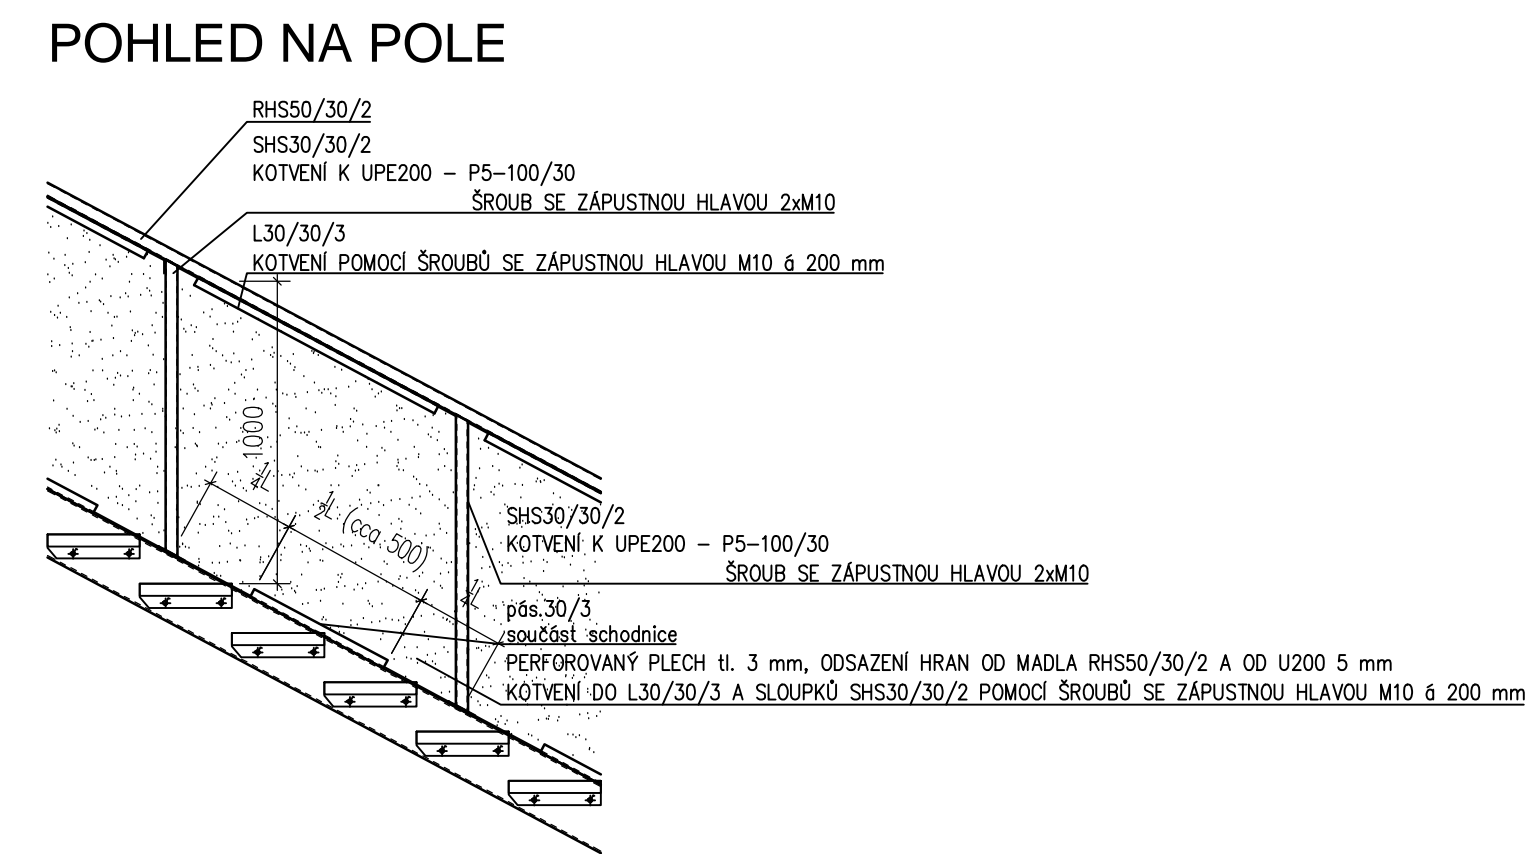 POHLED NA POLE
RHS50/30/2
SHS30/30/2
KOTVENÍ K UPE200 – P5–100/30
ŠROUB SE ZÁPUSTNOU HLAVOU 2xM10
L30/30/3
KOTVENÍ POMOCÍ ŠROUBŮ SE ZÁPUSTNOU HLAVOU M10 á 200 mm
1000
1/4L
1/2L (cca 500)
1/4L
SHS30/30/2
KOTVENÍ K UPE200 – P5–100/30
ŠROUB SE ZÁPUSTNOU HLAVOU 2xM10
pás.30/3
součást schodnice
PERFOROVANÝ PLECH tl. 3 mm, ODSAZENÍ HRAN OD MADLA RHS50/30/2 A OD U200 5 mm
KOTVENÍ DO L30/30/3 A SLOUPKŮ SHS30/30/2 POMOCÍ ŠROUBŮ SE ZÁPUSTNOU HLAVOU M10 á 200 mm